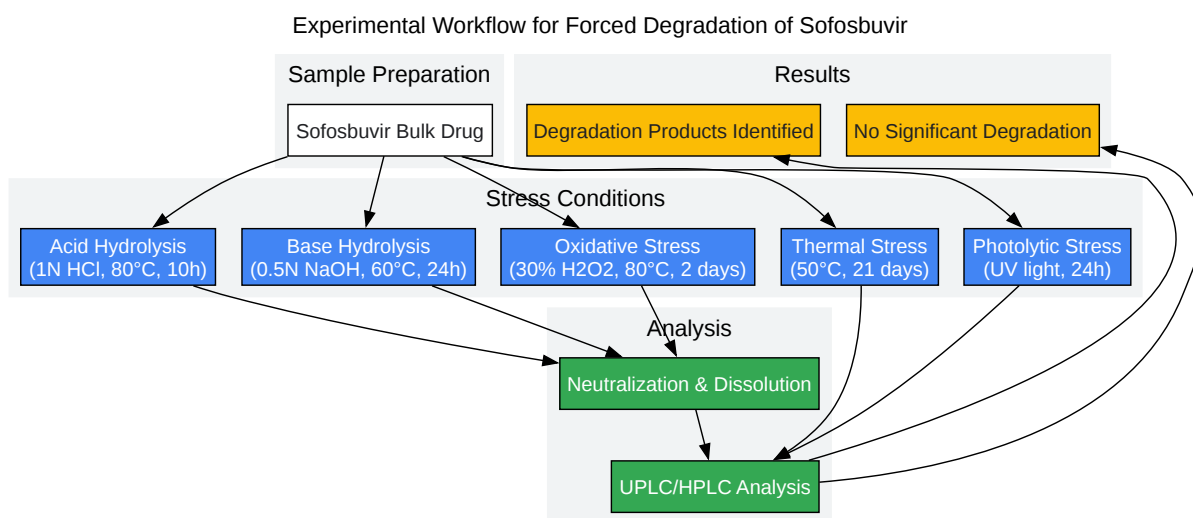 Experimental Workflow for Forced Degradation of Sofosbuvir
Sample Preparation
Results
Sofosbuvir Bulk Drug
Degradation Products Identified
No Significant Degradation
Stress Conditions
Acid Hydrolysis
(1N HCl, 80°C, 10h)
Base Hydrolysis
(0.5N NaOH, 60°C, 24h)
Oxidative Stress
(30% H2O2, 80°C, 2 days)
Thermal Stress
(50°C, 21 days)
Photolytic Stress
(UV light, 24h)
Analysis
Neutralization & Dissolution
UPLC/HPLC Analysis